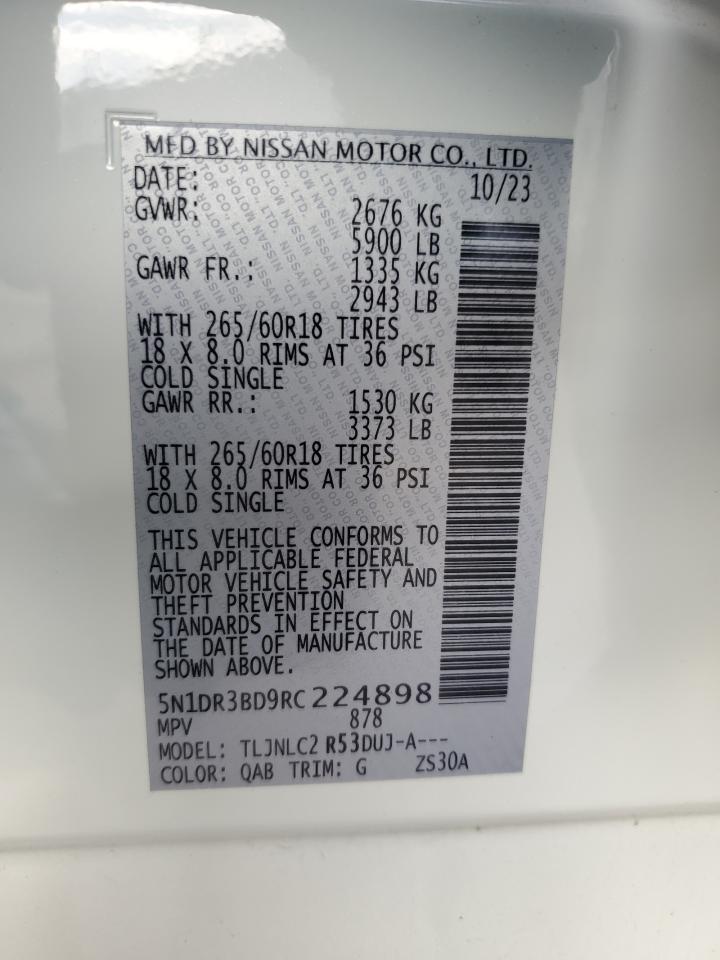 MFD BY NISSAN MOTOR CO., LTD.
DATE: 10/23
GVWR: 2676 KG
5900 LB
GAWR FR.: 1335 KG
2943 LB
WITH 265/60R18 TIRES
18 X 8.0 RIMS AT 36 PSI
COLD SINGLE
GAWR RR.: 1530 KG
3373 LB
WITH 265/60R18 TIRES
18 X 8.0 RIMS AT 36 PSI
COLD SINGLE
THIS VEHICLE CONFORMS TO
ALL APPLICABLE FEDERAL
MOTOR VEHICLE SAFETY AND
THEFT PREVENTION
STANDARDS IN EFFECT ON
THE DATE OF MANUFACTURE
SHOWN ABOVE.
5N1DR3BD9RC224898
MPV 878
MODEL: TLJNLC2 R53DUJ-A---
COLOR: QAB TRIM: G ZS30A